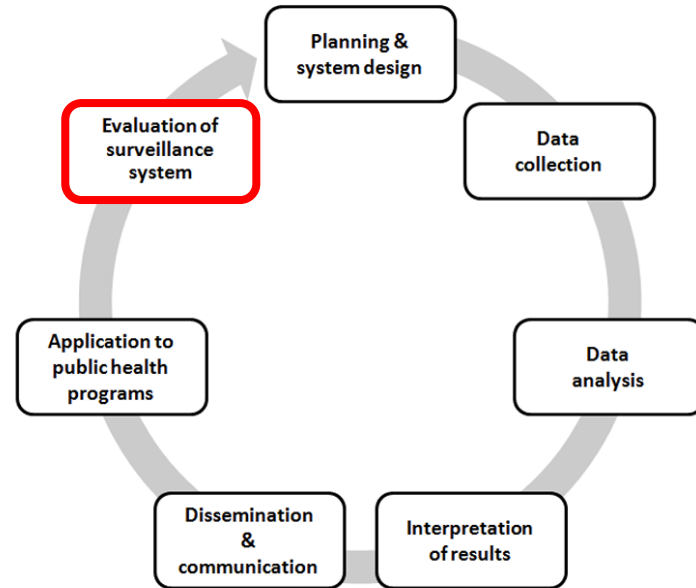 Planning &
system design
Data
collection
Data
analysis
Interpretation
of results
Dissemination
&
communication
Application to
public health
programs
Evaluation of
surveillance
system